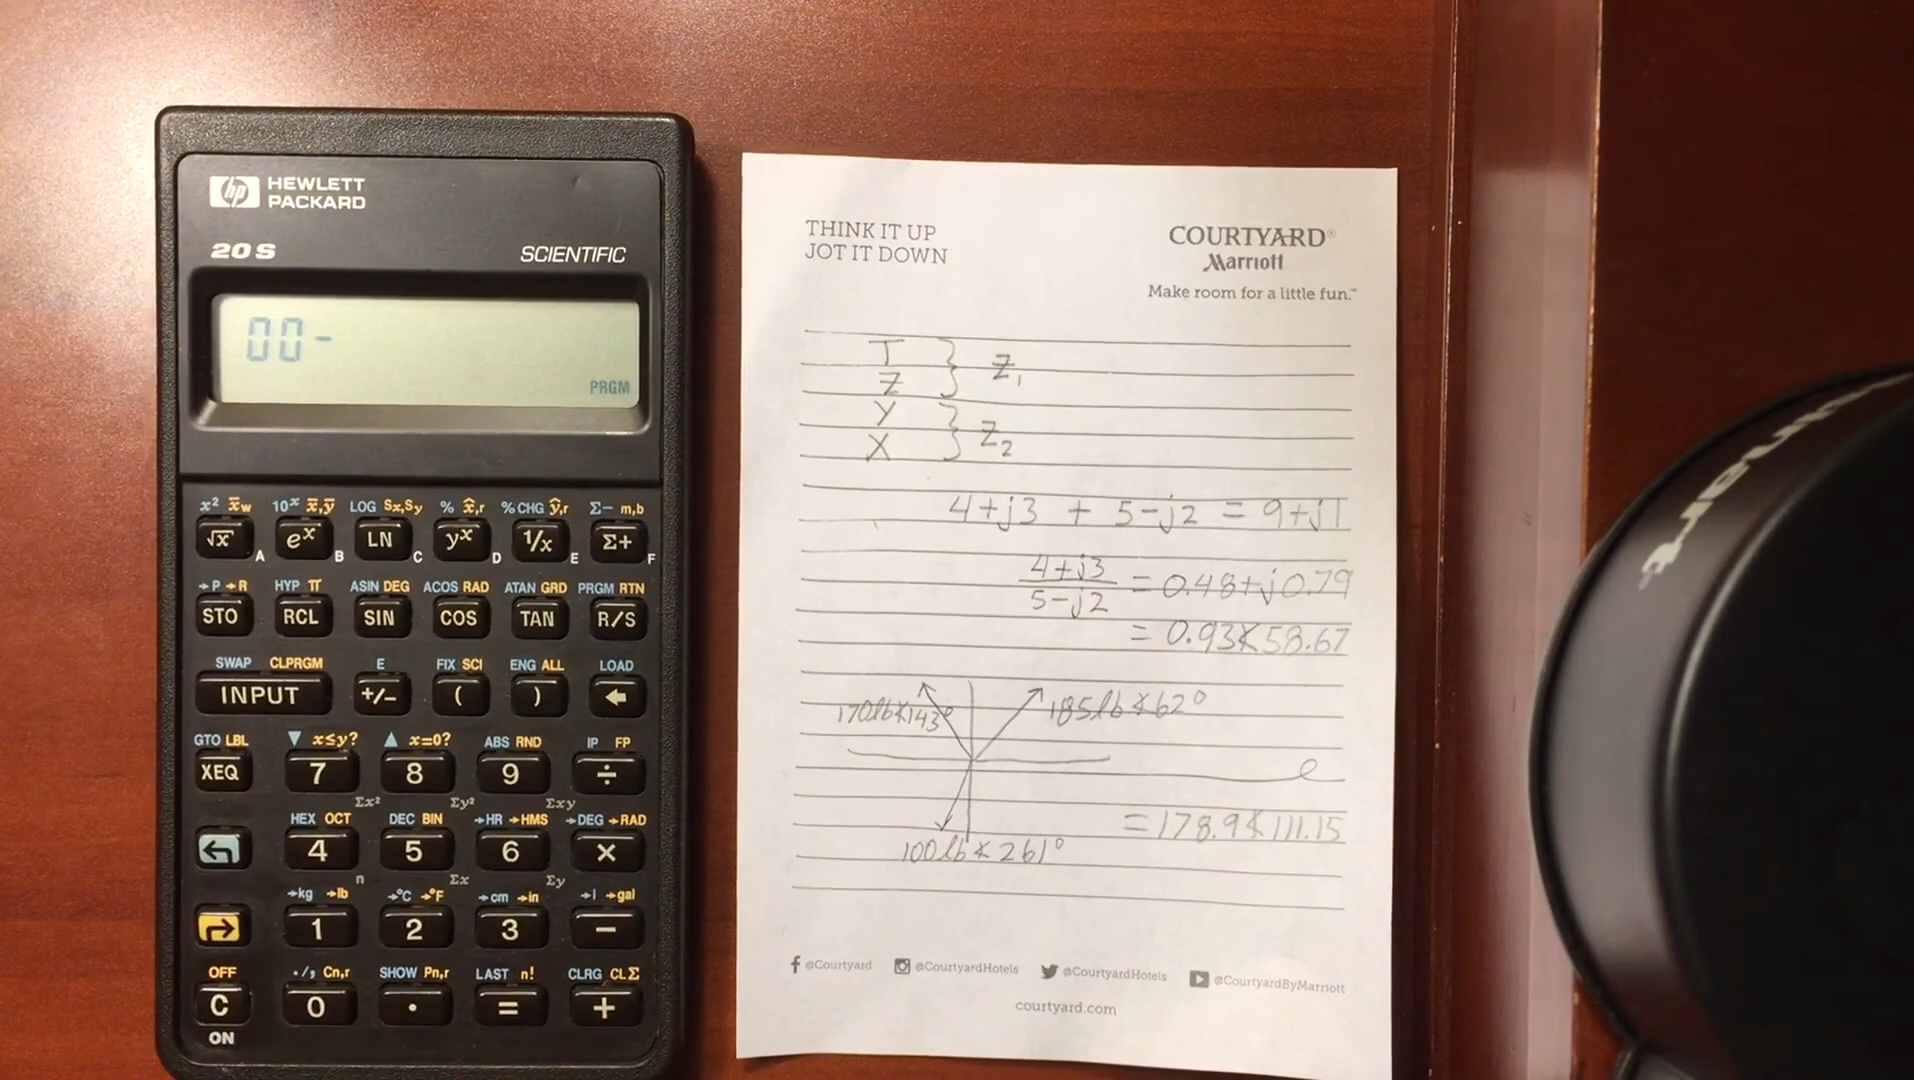 hp HEWLETT
PACKARD
20S SCIENTIFIC
00-
PRGM
x² x̄w 10ˣ x̄,ȳ LOG Sx,Sy % x̂,r %CHG ŷ,r Σ- m,b
√x A eˣ B LN C yˣ D 1/x E Σ+ F
→P →R HYP π ASIN DEG ACOS RAD ATAN GRD PRGM RTN
STO RCL SIN COS TAN R/S
SWAP CLPRGM E FIX SCI ENG ALL LOAD
INPUT +/- ( ) ←
GTO LBL ▼ x≤y? ▲ x=0? ABS RND IP FP
XEQ 7 8 9 ÷
Σx² Σy² Σxy
HEX OCT DEC BIN →HR →HMS →DEG →RAD
4 5 6 ×
n Σx Σy
→kg →lb →°C →°F →cm →in →l →gal
1 2 3 −
OFF ./, Cn,r SHOW Pn,r LAST n! CLRG CLΣ
C 0 . = +
ON
THINK IT UP
JOT IT DOWN
COURTYARD®
Marriott
Make room for a little fun.™
T } Z₁
Z
Y } Z₂
X
4+j3 + 5-j2 = 9+j1
4+j3
5-j2
= 0.48+j0.79
= 0.93∡58.67
170lb∡143° 185lb∡62°
= 178.9∡111.15
100lb∡261°
@Courtyard @CourtyardHotels @CourtyardHotels @CourtyardByMarriott
courtyard.com